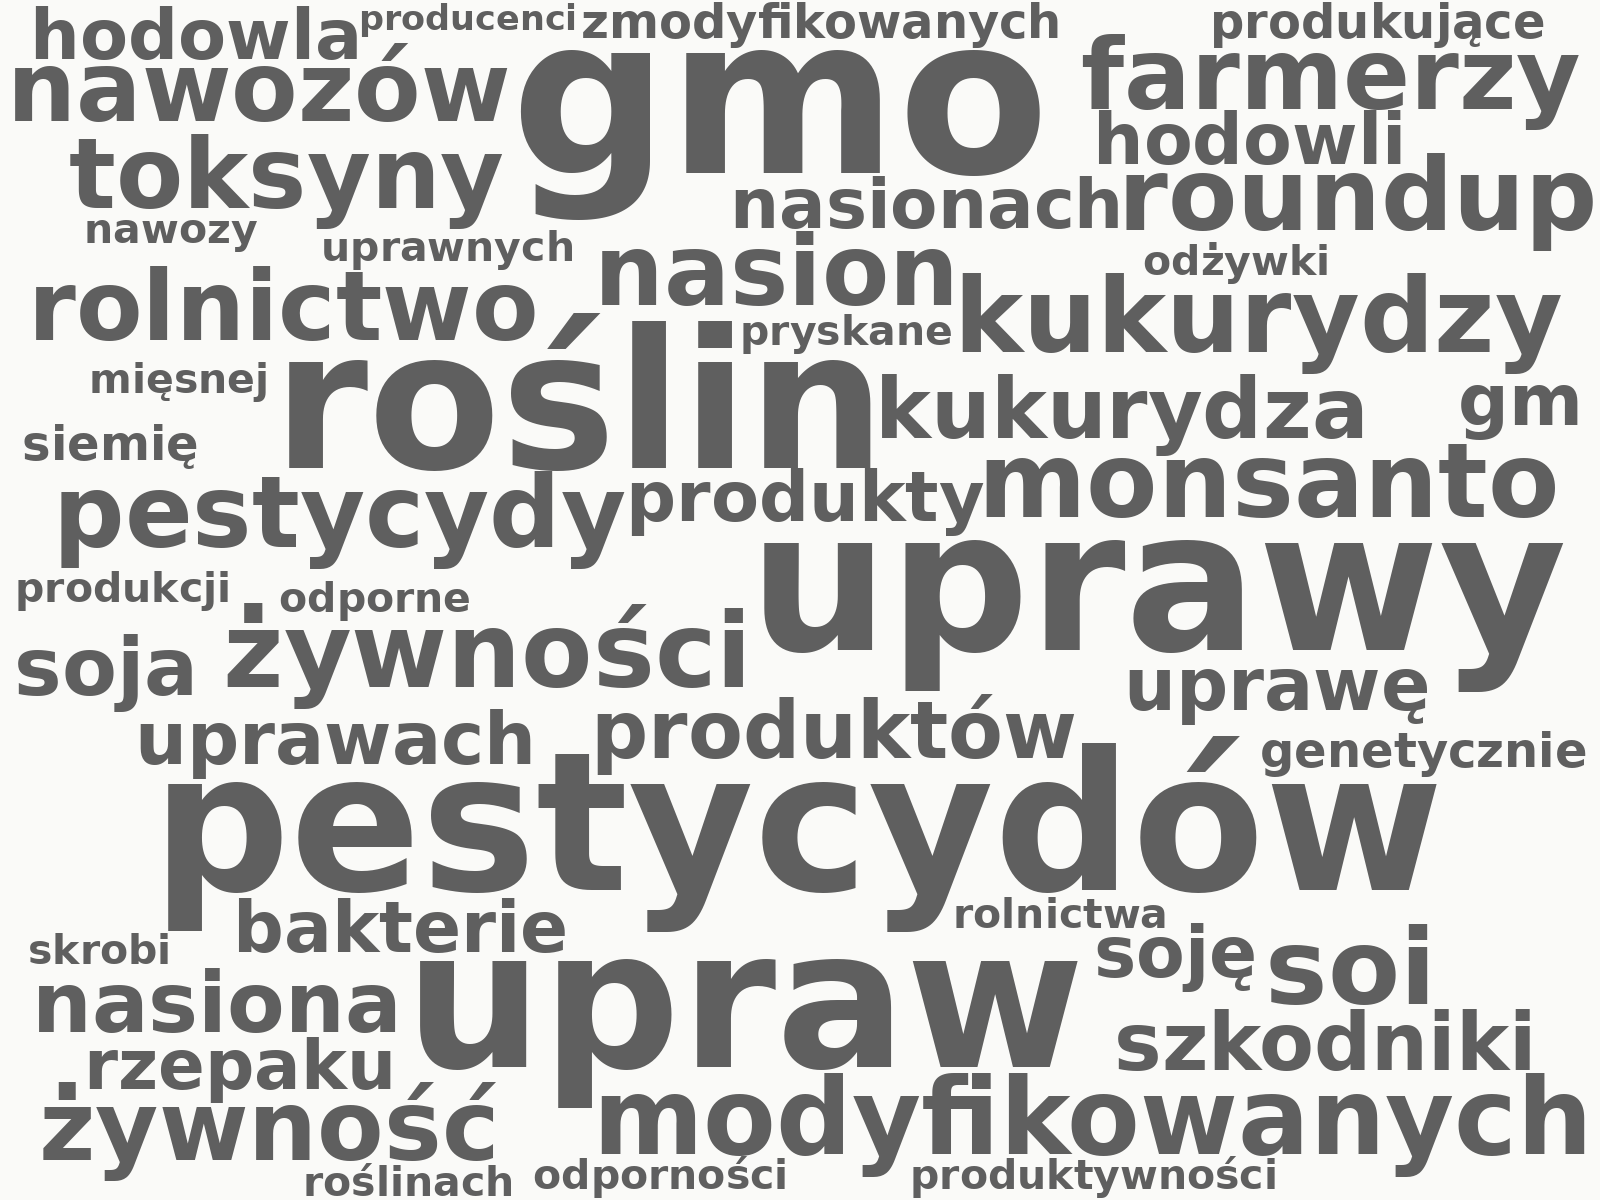 hodowla producenci zmodyfikowanych produkujące
nawozów gmo farmerzy
toksyny hodowli
nasionach roundup
nawozy uprawnych nasion odżywki
rolnictwo pryskane kukurydzy
mięsnej roślin kukurydza gm
siemię
pestycydy produkty monsanto
produkcji odporne uprawy
soja żywności uprawę
uprawach produktów genetycznie
pestycydów
skrobi bakterie rolnictwa
nasiona upraw soję soi
rzepaku szkodniki
żywność modyfikowanych
roślinach odporności produktywności